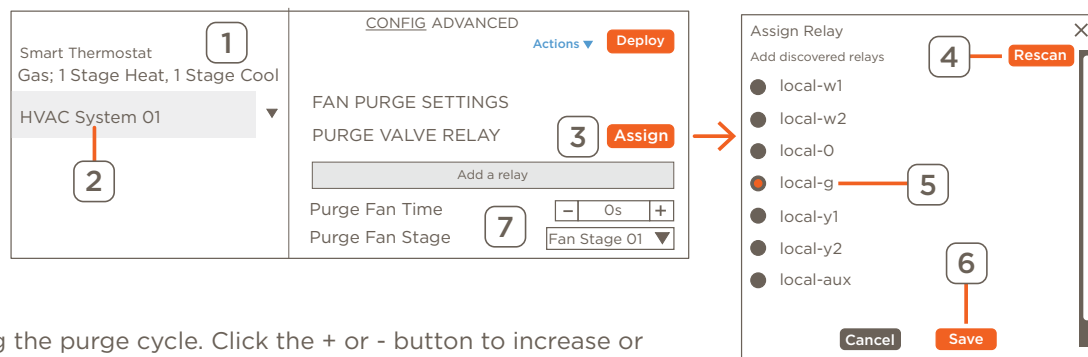 1
Smart Thermostat
Gas; 1 Stage Heat, 1 Stage Cool
HVAC System 01
2
CONFIG ADVANCED
Actions
Deploy
FAN PURGE SETTINGS
PURGE VALVE RELAY
3
Assign
Add a relay
Purge Fan Time
7
– 0s +
Purge Fan Stage
Fan Stage 01
Assign Relay
Add discovered relays
4
Rescan
local-w1
local-w2
local-0
local-g
5
local-y1
local-y2
local-aux
6
Cancel
Save
g the purge cycle. Click the + or - button to increase or